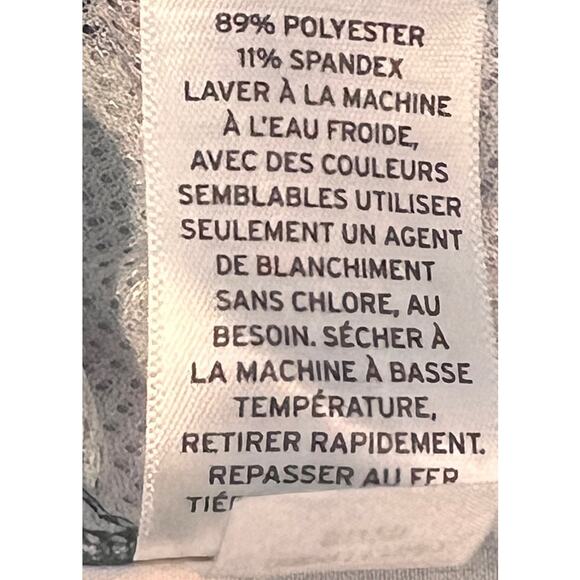 89% POLYESTER
11% SPANDEX
LAVER À LA MACHINE
À L'EAU FROIDE,
AVEC DES COULEURS
SEMBLABLES UTILISER
SEULEMENT UN AGENT
DE BLANCHIMENT
SANS CHLORE, AU
BESOIN. SÉCHER À
LA MACHINE À BASSE
TEMPÉRATURE,
RETIRER RAPIDEMENT.
REPASSER AU FER